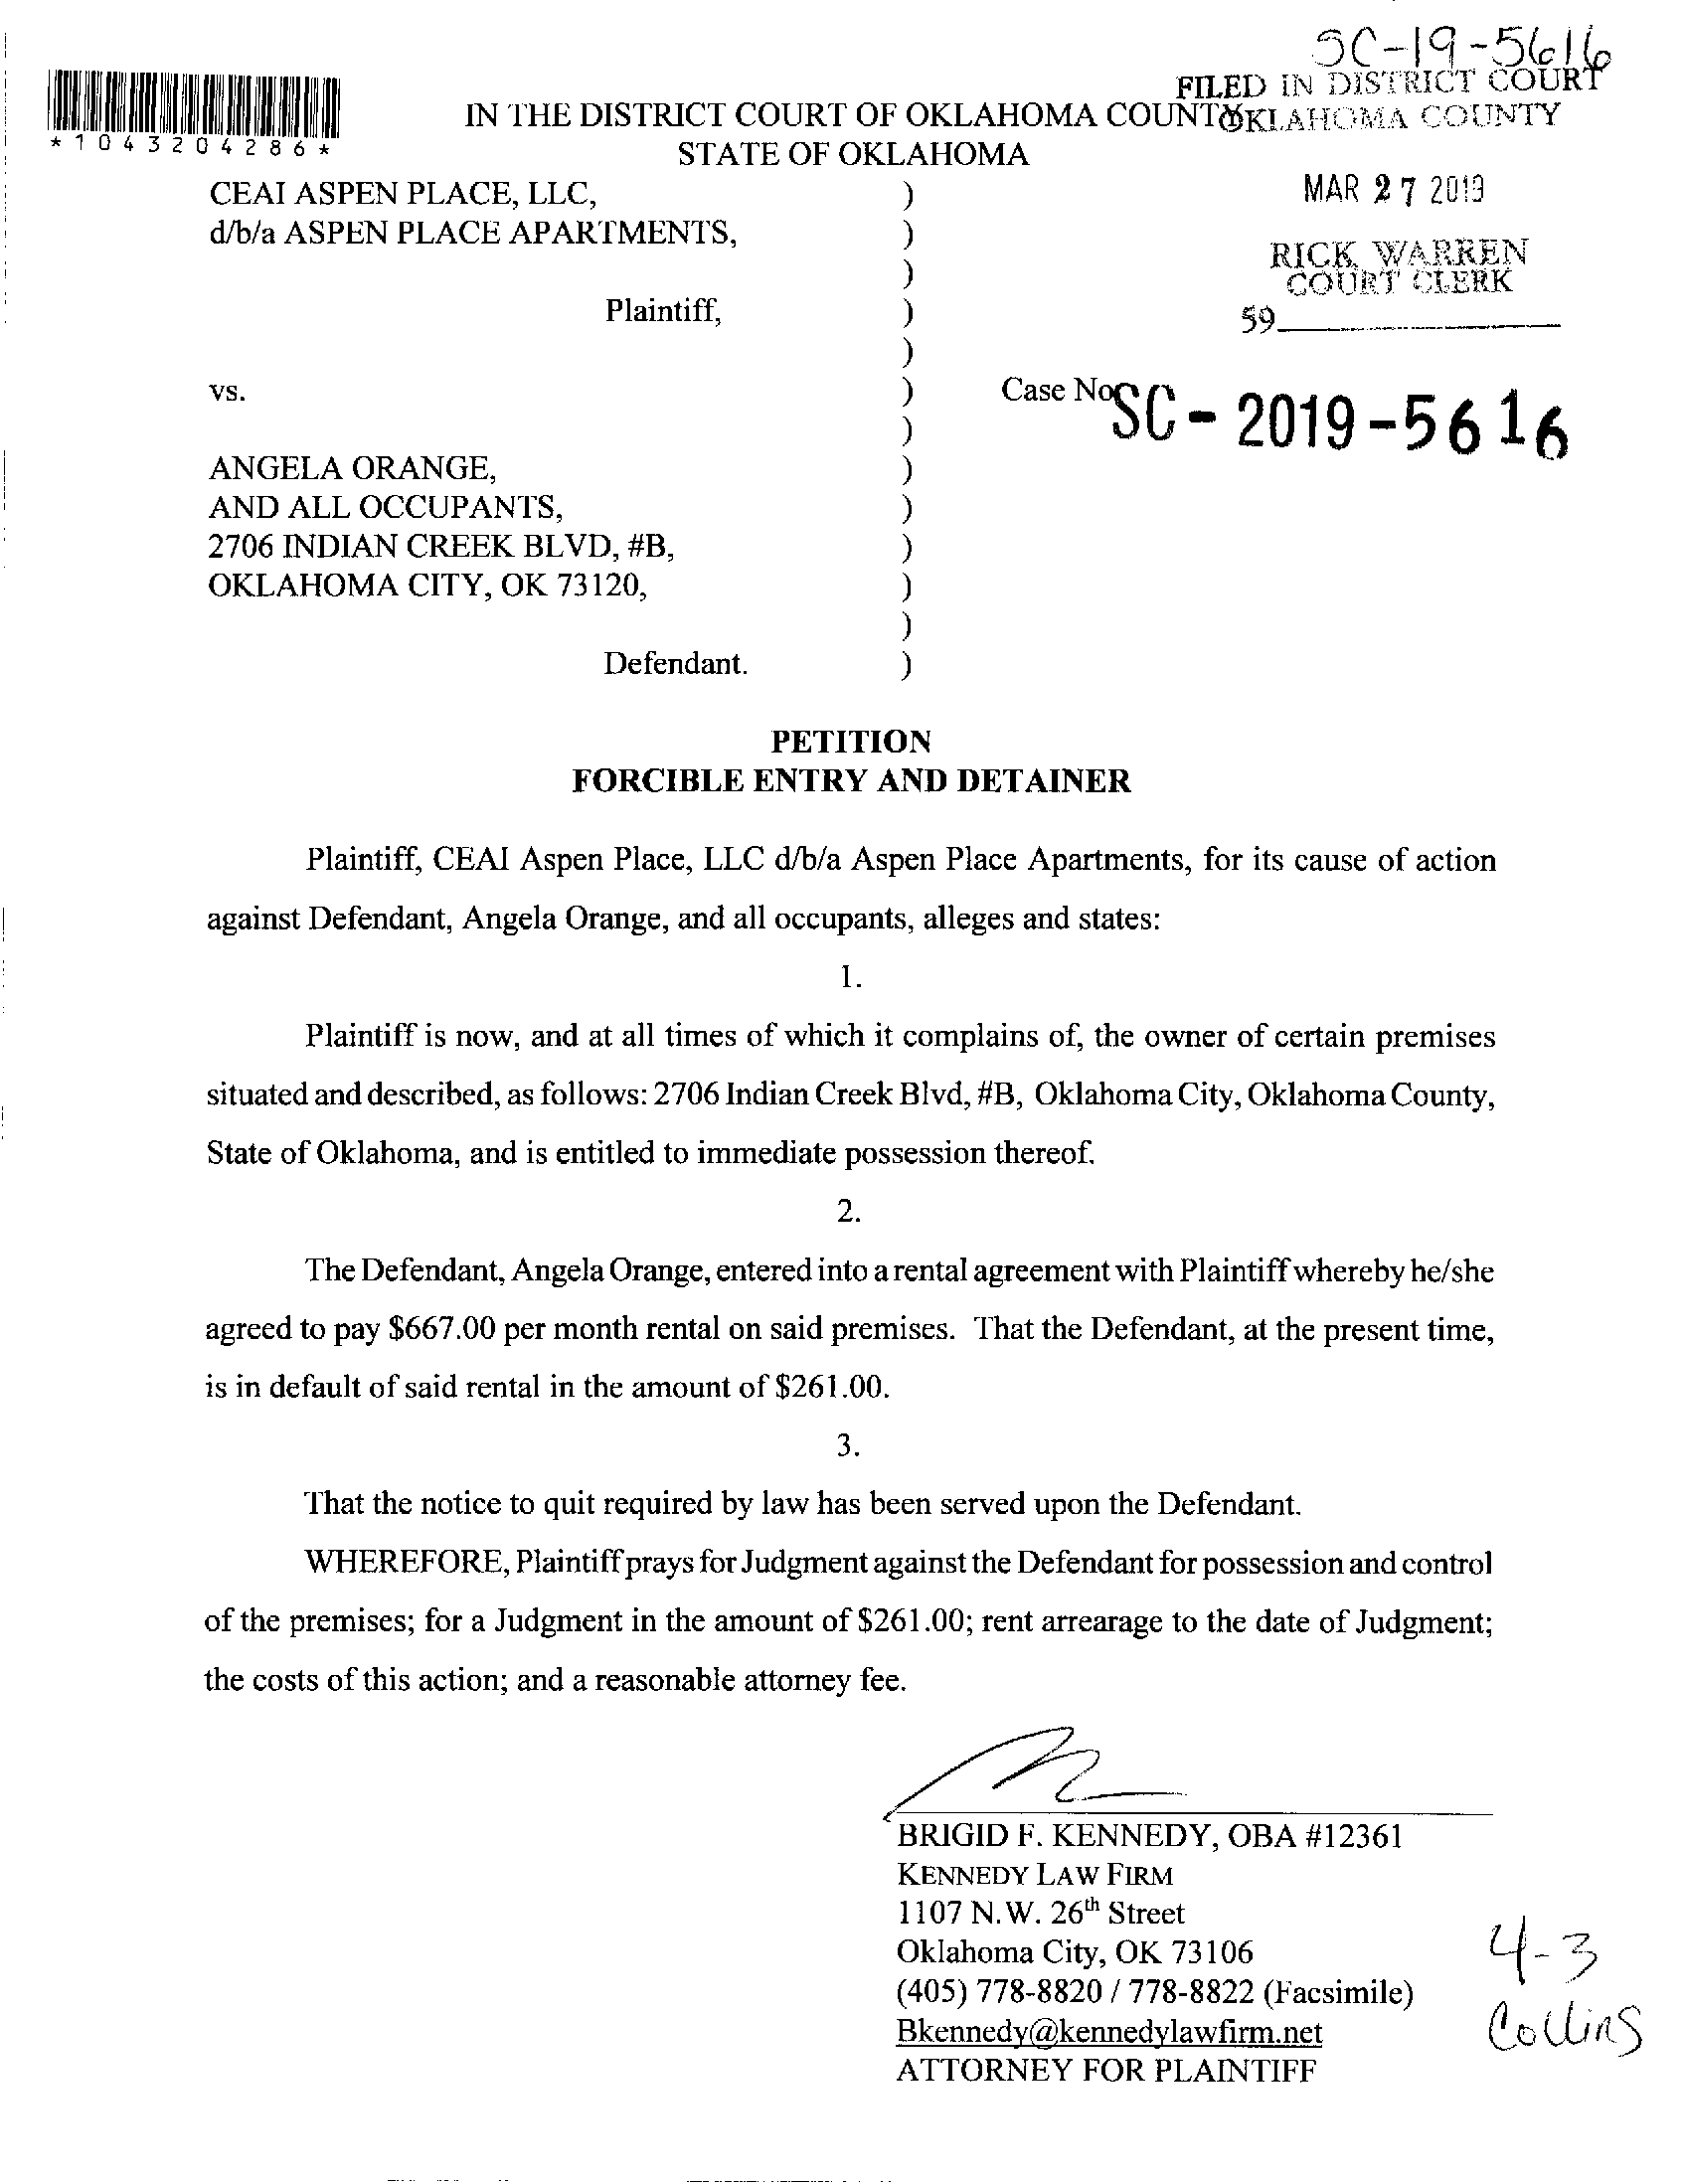 SC-19-5616
FILED IN DISTRICT COURT
OKLAHOMA COUNTY
*1043204286*
IN THE DISTRICT COURT OF OKLAHOMA COUNTY
STATE OF OKLAHOMA
MAR 27 2019
RICK WARREN
COURT CLERK
59
CEAI ASPEN PLACE, LLC, )
d/b/a ASPEN PLACE APARTMENTS, )
)
Plaintiff, )
)
vs. ) Case No. SC-2019-5616
)
ANGELA ORANGE, )
AND ALL OCCUPANTS, )
2706 INDIAN CREEK BLVD, #B, )
OKLAHOMA CITY, OK 73120, )
)
Defendant. )
PETITION
FORCIBLE ENTRY AND DETAINER
Plaintiff, CEAI Aspen Place, LLC d/b/a Aspen Place Apartments, for its cause of action
against Defendant, Angela Orange, and all occupants, alleges and states:
1.
Plaintiff is now, and at all times of which it complains of, the owner of certain premises
situated and described, as follows: 2706 Indian Creek Blvd, #B, Oklahoma City, Oklahoma County,
State of Oklahoma, and is entitled to immediate possession thereof.
2.
The Defendant, Angela Orange, entered into a rental agreement with Plaintiff whereby he/she
agreed to pay $667.00 per month rental on said premises. That the Defendant, at the present time,
is in default of said rental in the amount of $261.00.
3.
That the notice to quit required by law has been served upon the Defendant.
WHEREFORE, Plaintiff prays for Judgment against the Defendant for possession and control
of the premises; for a Judgment in the amount of $261.00; rent arrearage to the date of Judgment;
the costs of this action; and a reasonable attorney fee.
BRIGID F. KENNEDY, OBA #12361
KENNEDY LAW FIRM
1107 N.W. 26th Street
Oklahoma City, OK 73106
(405) 778-8820 / 778-8822 (Facsimile)
Bkennedy@kennedylawfirm.net
ATTORNEY FOR PLAINTIFF
4-3
Collins